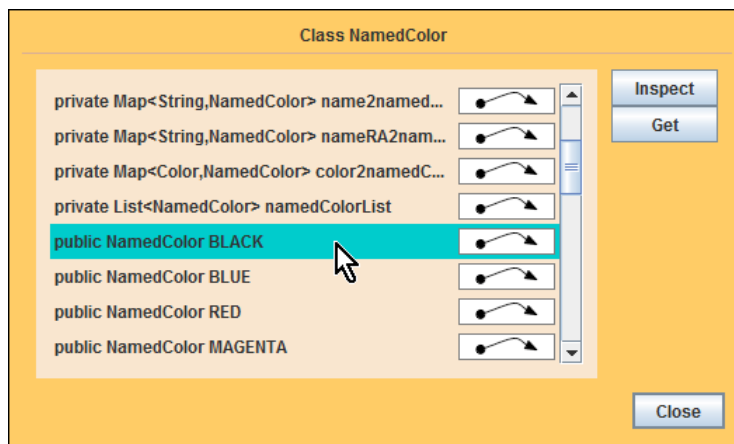 Class NamedColor
private Map<String,NamedColor> name2named...
private Map<String,NamedColor> nameRA2nam...
private Map<Color,NamedColor> color2namedC...
private List<NamedColor> namedColorList
public NamedColor BLACK
public NamedColor BLUE
public NamedColor RED
public NamedColor MAGENTA
Inspect
Get
Close